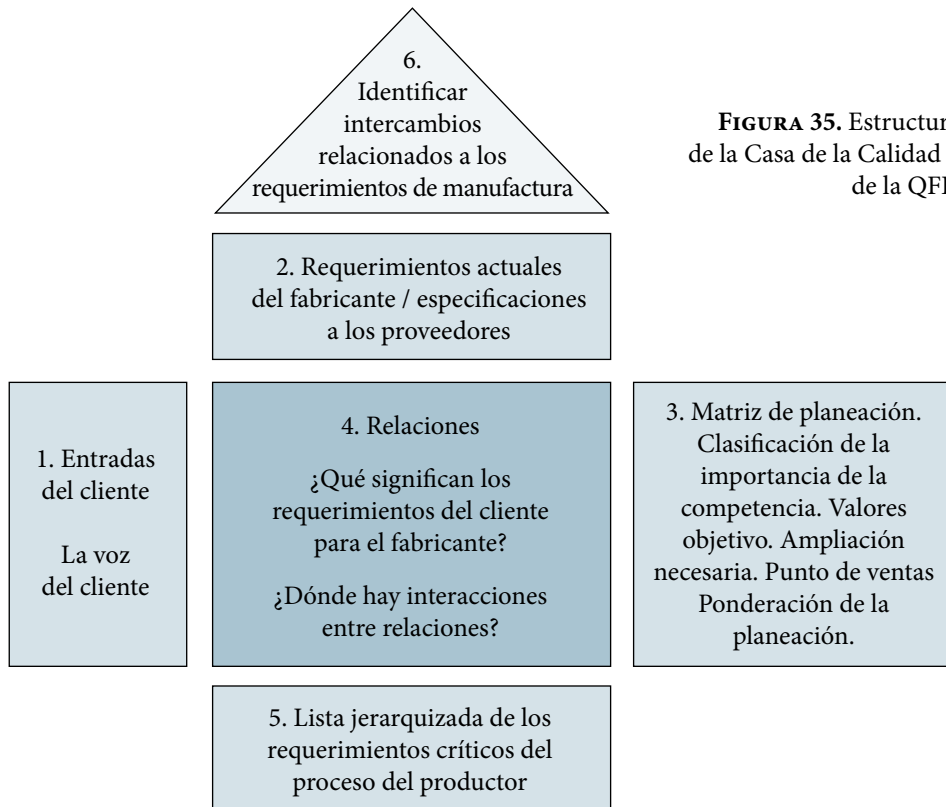 6.
Identificar
intercambios
relacionados a los
requerimientos de manufactura
FIGURA 35. Estructur
de la Casa de la Calidad
de la QF
2. Requerimientos actuales
del fabricante / especificaciones
a los proveedores
1. Entradas
del cliente
La voz
del cliente
4. Relaciones
¿Qué significan los
requerimientos del cliente
para el fabricante?
¿Dónde hay interacciones
entre relaciones?
3. Matriz de planeación.
Clasificación de la
importancia de la
competencia. Valores
objetivo. Ampliación
necesaria. Punto de ventas
Ponderación de la
planeación.
5. Lista jerarquizada de los
requerimientos críticos del
proceso del productor